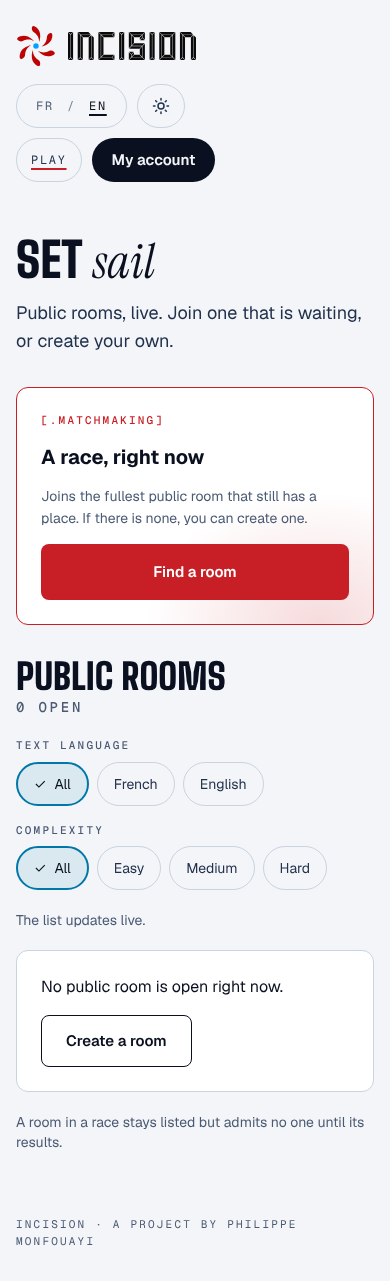 INCISION
FR / EN
PLAY
My account
SET sail
Public rooms, live. Join one that is waiting,
or create your own.
[.MATCHMAKING]
A race, right now
Joins the fullest public room that still has a
place. If there is none, you can create one.
Find a room
PUBLIC ROOMS
0 OPEN
TEXT LANGUAGE
✓ All French English
COMPLEXITY
✓ All Easy Medium Hard
The list updates live.
No public room is open right now.
Create a room
A room in a race stays listed but admits no one until its
results.
INCISION · A PROJECT BY PHILIPPE
MONFOUAYI